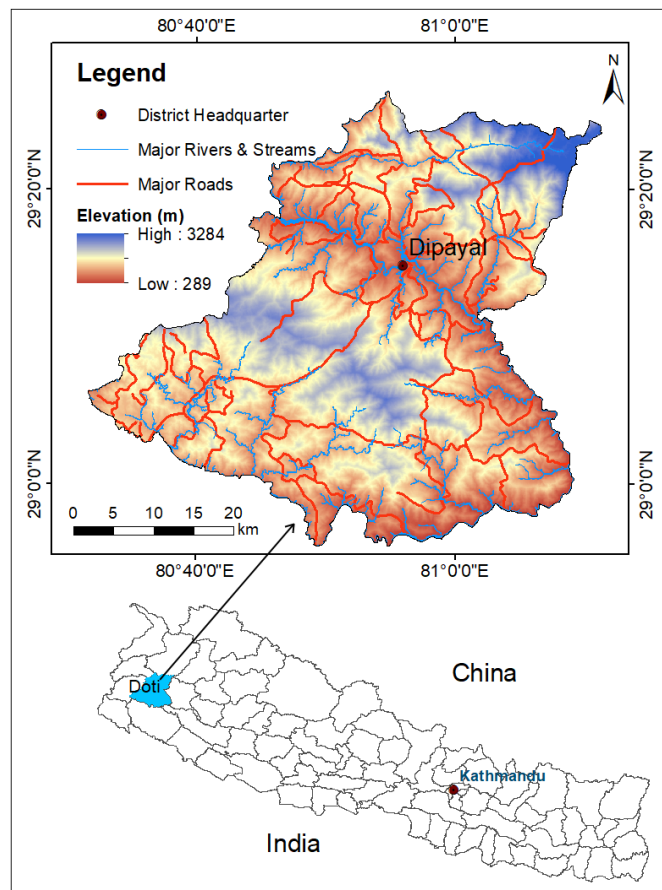 80°40'0"E
81°0'0"E
Legend
N
District Headquarter
Major Rivers & Streams
Major Roads
Elevation (m)
High : 3284
Low : 289
29°20'0"N
29°20'0"N
Dipayal
29°0'0"N
29°0'0"N
0 5 10 15 20
km
80°40'0"E
81°0'0"E
China
Doti
Kathmandu
India